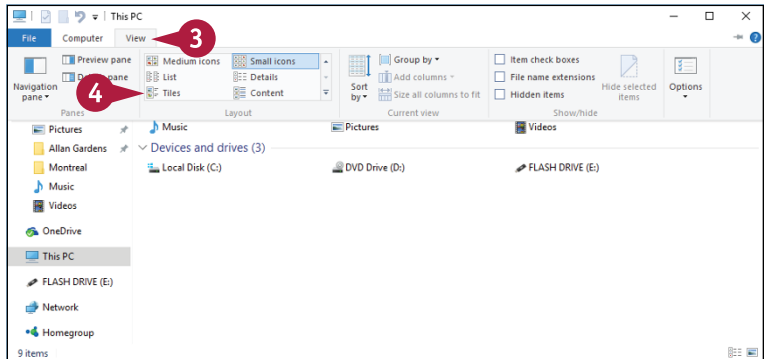 This PC
File Computer View 3
Preview pane Medium icons Small icons Group by Item check boxes
pane List Details Add columns File name extensions
Navigation pane 4 Tiles Content Sort by Size all columns to fit Hidden items Hide selected items Options
Panes Layout Current view Show/hide
Pictures Music Pictures Videos
Allan Gardens Devices and drives (3)
Montreal Local Disk (C:) DVD Drive (D:) FLASH DRIVE (E:)
Music
Videos
OneDrive
This PC
FLASH DRIVE (E:)
Network
Homegroup
9 items